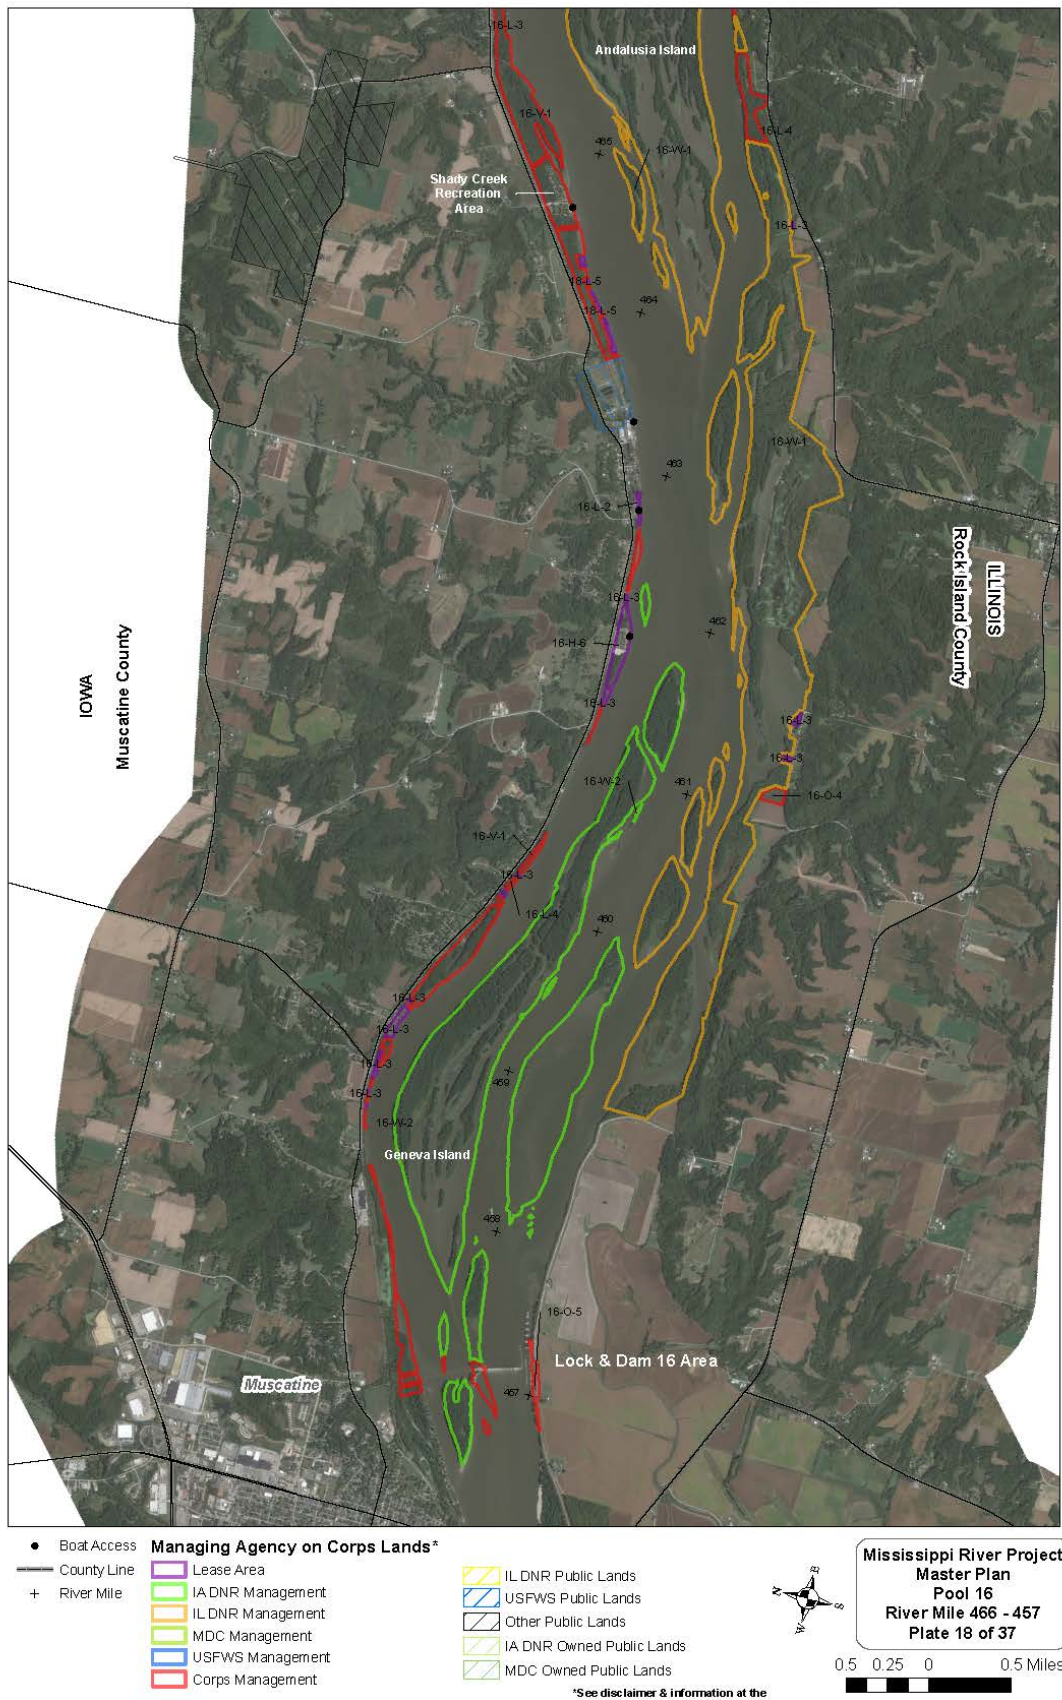 16-L-3
Andalusia Island
16-V-1
16-L-4
465
16-W-1
Shady Creek
Recreation
Area
16-L-3
18-L-5
464
18-L-5
16-W-1
463
16-L-2
ILLINOIS
Rock Island County
16-L-3
462
16-H-6
IOWA
Muscatine County
16-L-3
16-L-3
16-L-3
16-W-2
461
16-O-4
16-V-1
16-L-3
16-L-4
460
16-L-3
16-L-3
16-L-3
459
16-L-3
16-W-2
Geneva Island
458
16-O-5
Lock & Dam 16 Area
Muscatine
457
Boat Access
County Line
River Mile
Managing Agency on Corps Lands*
Lease Area
IA DNR Management
IL DNR Management
MDC Management
USFWS Management
Corps Management
IL DNR Public Lands
USFWS Public Lands
Other Public Lands
IA DNR Owned Public Lands
MDC Owned Public Lands
*See disclaimer & information at the
N
E
S
W
Mississippi River Project
Master Plan
Pool 16
River Mile 466 - 457
Plate 18 of 37
0.5 0.25 0 0.5 Miles